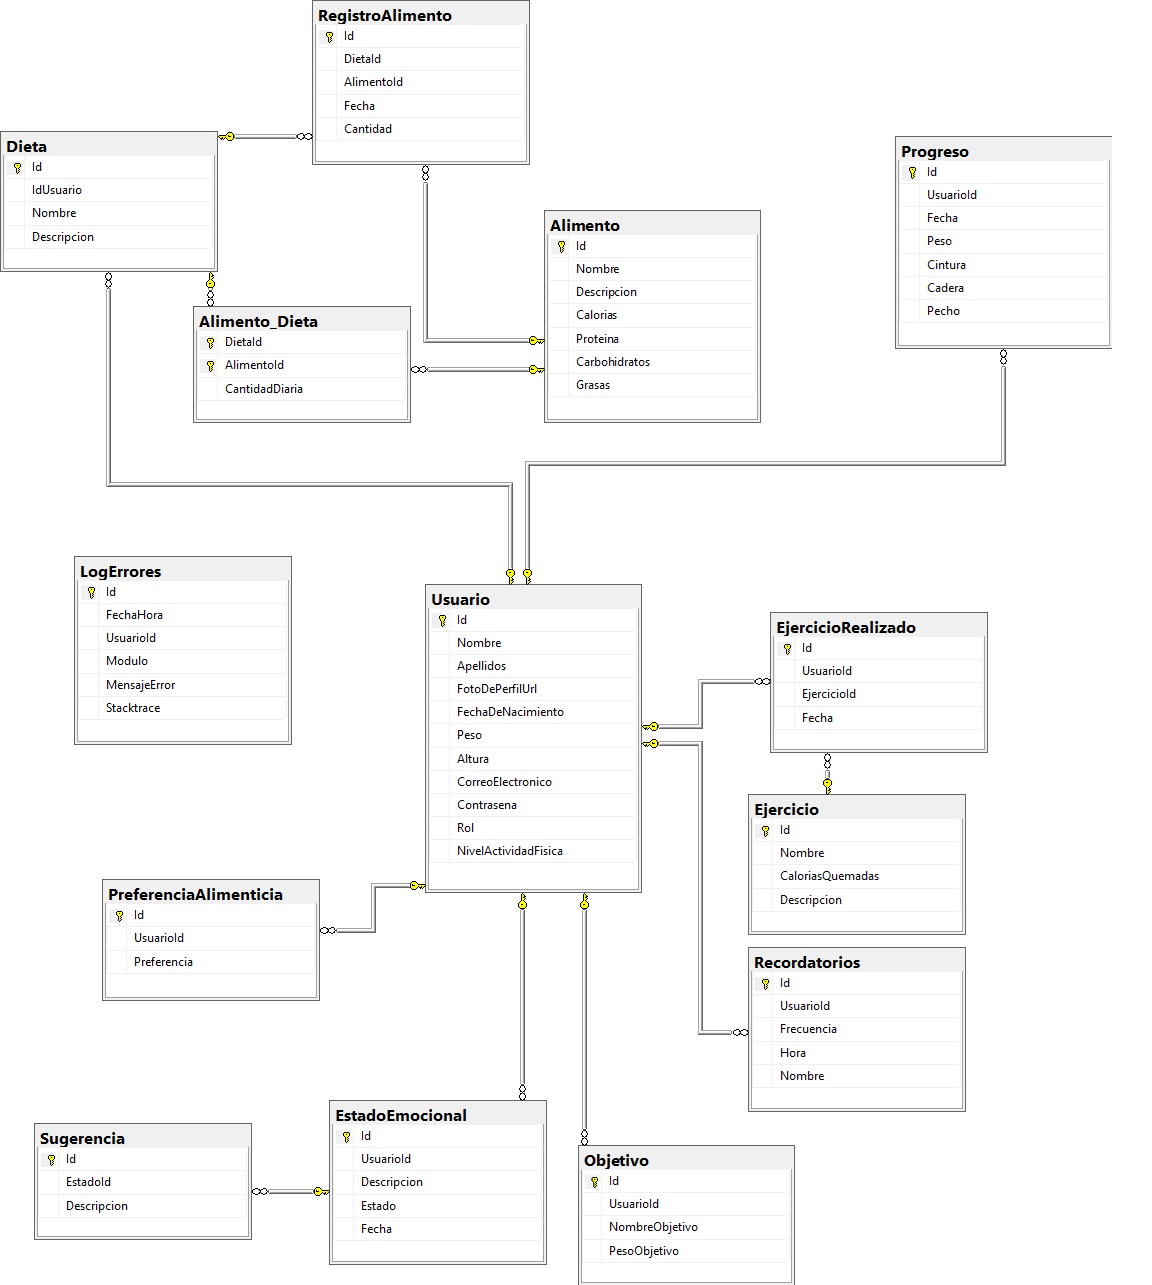 RegistroAlimento
Id
DietaId
AlimentoId
Fecha
Cantidad
Dieta
Id
IdUsuario
Nombre
Descripcion
Progreso
Id
UsuarioId
Fecha
Peso
Cintura
Cadera
Pecho
Alimento
Id
Nombre
Descripcion
Calorias
Proteina
Carbohidratos
Grasas
Alimento_Dieta
DietaId
AlimentoId
CantidadDiaria
LogErrores
Id
FechaHora
UsuarioId
Modulo
MensajeError
Stacktrace
Usuario
Id
Nombre
Apellidos
FotoDePerfilUrl
FechaDeNacimiento
Peso
Altura
CorreoElectronico
Contrasena
Rol
NivelActividadFisica
EjercicioRealizado
Id
UsuarioId
EjercicioId
Fecha
Ejercicio
Id
Nombre
CaloriasQuemadas
Descripcion
PreferenciaAlimenticia
Id
UsuarioId
Preferencia
Recordatorios
Id
UsuarioId
Frecuencia
Hora
Nombre
EstadoEmocional
Id
UsuarioId
Descripcion
Estado
Fecha
Sugerencia
Id
EstadoId
Descripcion
Objetivo
Id
UsuarioId
NombreObjetivo
PesoObjetivo